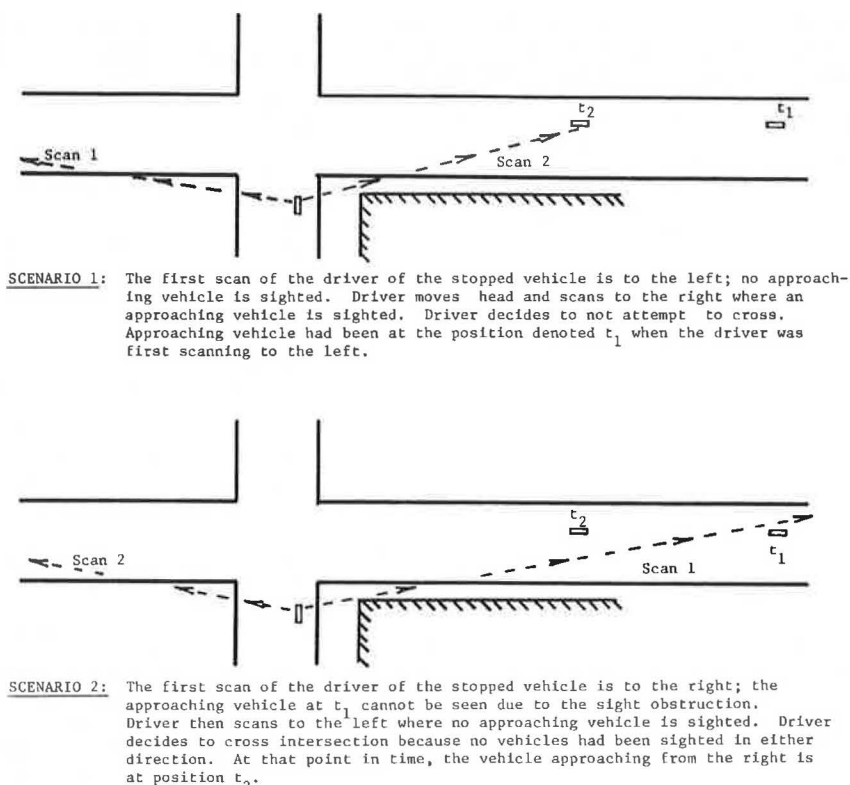 t2
t1
Scan 1
Scan 2
SCENARIO 1: The first scan of the driver of the stopped vehicle is to the left; no approach-
ing vehicle is sighted. Driver moves head and scans to the right where an
approaching vehicle is sighted. Driver decides to not attempt to cross.
Approaching vehicle had been at the position denoted t1 when the driver was
first scanning to the left.
t2
t1
Scan 2
Scan 1
SCENARIO 2: The first scan of the driver of the stopped vehicle is to the right; the
approaching vehicle at t1 cannot be seen due to the sight obstruction.
Driver then scans to the left where no approaching vehicle is sighted. Driver
decides to cross intersection because no vehicles had been sighted in either
direction. At that point in time, the vehicle approaching from the right is
at position t2.